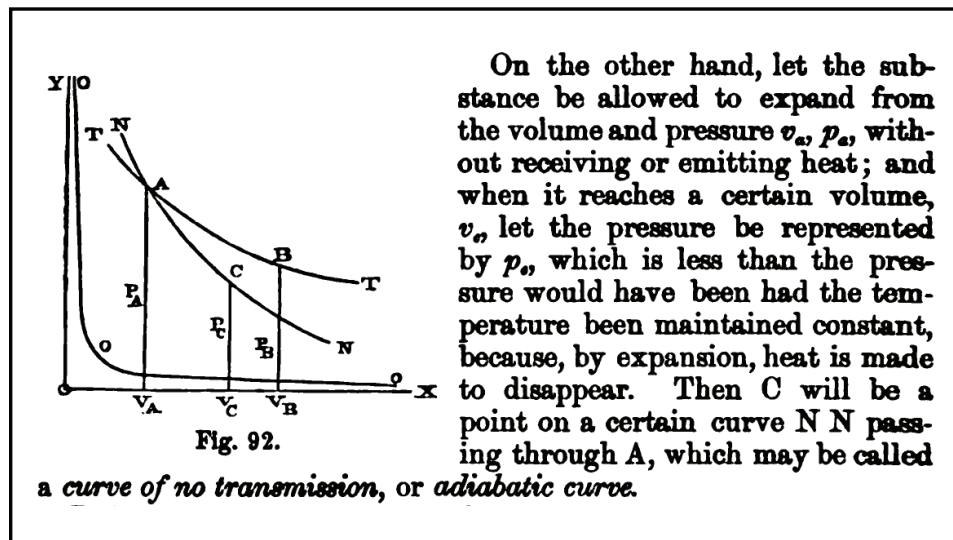 Y O
N
T
A
B
C
T
P_A
P_C
P_B
N
O
O
O
X
V_A V_C V_B
Fig. 92.
On the other hand, let the sub-
stance be allowed to expand from
the volume and pressure vₐ, pₐ, with-
out receiving or emitting heat; and
when it reaches a certain volume,
v_c, let the pressure be represented
by p_c, which is less than the pres-
sure would have been had the tem-
perature been maintained constant,
because, by expansion, heat is made
to disappear. Then C will be a
point on a certain curve N N pass-
ing through A, which may be called
a curve of no transmission, or adiabatic curve.